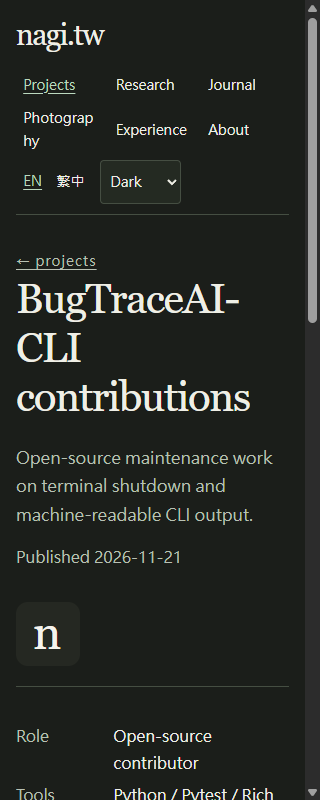 nagi.tw
Projects Research Journal
Photograp
hy Experience About
EN 繁中 Dark
← projects
BugTraceAI-
CLI
contributions
Open-source maintenance work
on terminal shutdown and
machine-readable CLI output.
Published 2026-11-21
n
Role Open-source
contributor
Tools Python / Pytest / Rich